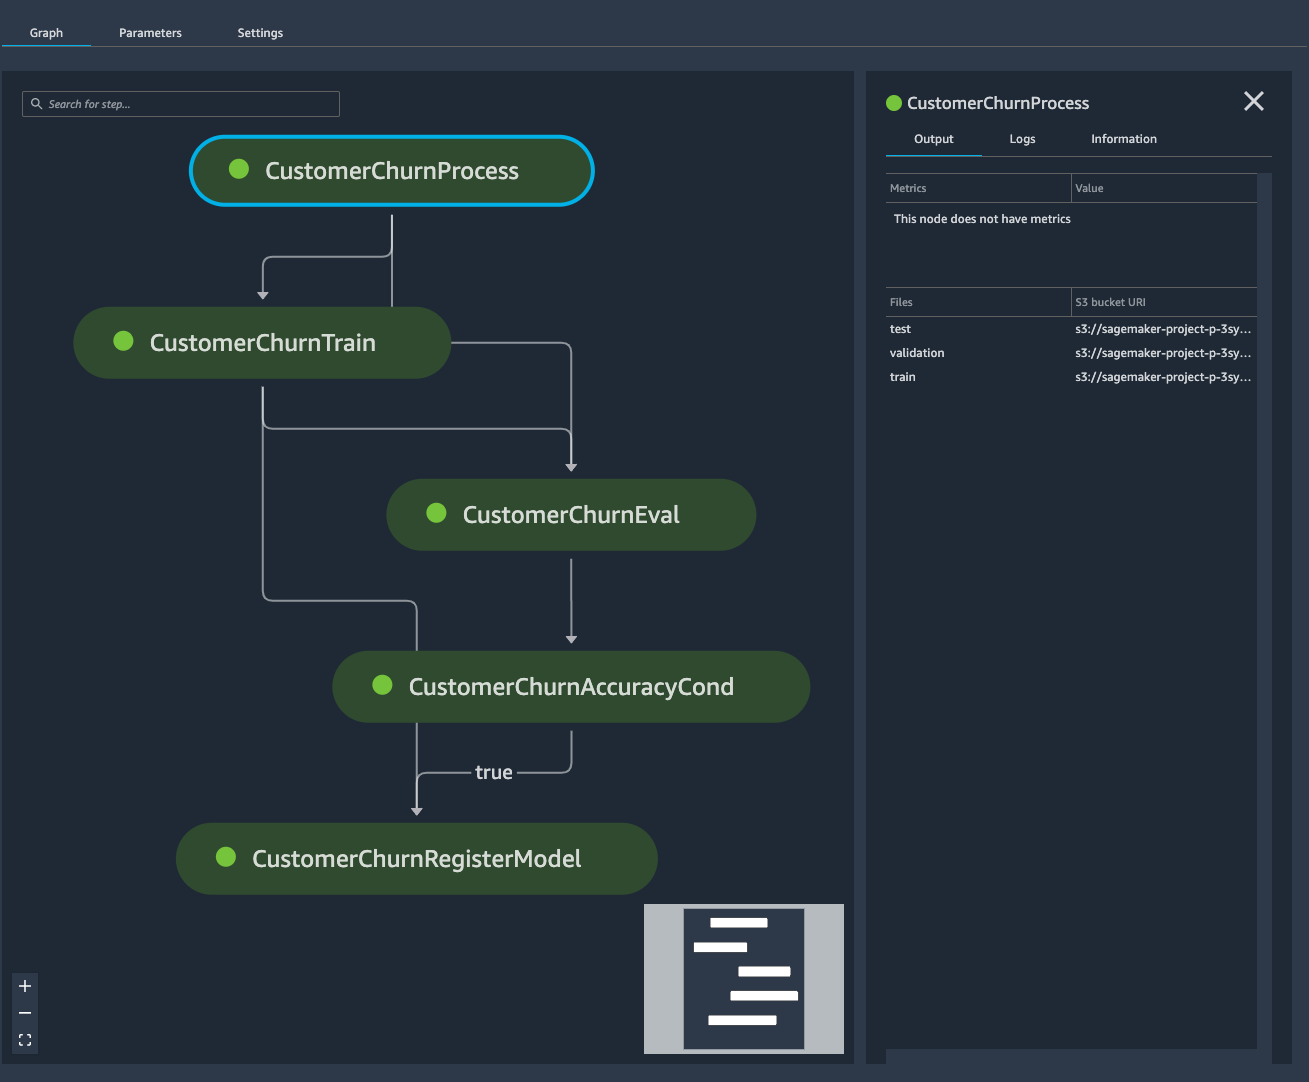 Graph Parameters Settings
Search for step...
CustomerChurnProcess
CustomerChurnTrain
CustomerChurnEval
CustomerChurnAccuracyCond
true
CustomerChurnRegisterModel
CustomerChurnProcess
Output Logs Information
Metrics Value
This node does not have metrics
Files S3 bucket URI
test s3://sagemaker-project-p-3sy...
validation s3://sagemaker-project-p-3sy...
train s3://sagemaker-project-p-3sy...